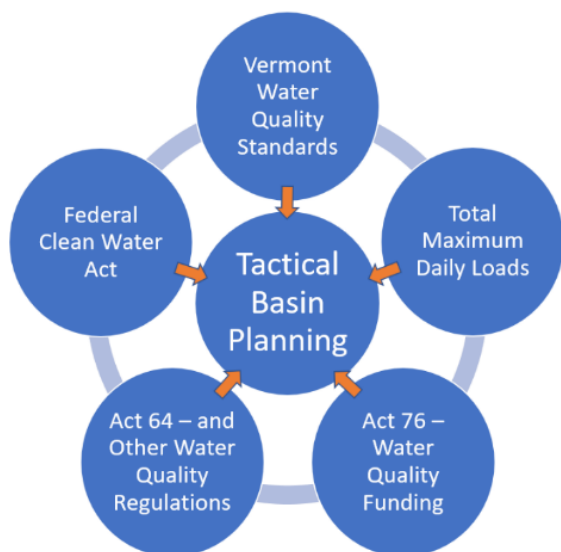 Vermont
Water
Quality
Standards
Federal
Clean Water
Act
Total
Maximum
Daily Loads
Tactical
Basin
Planning
Act 64 – and
Other Water
Quality
Regulations
Act 76 –
Water
Quality
Funding